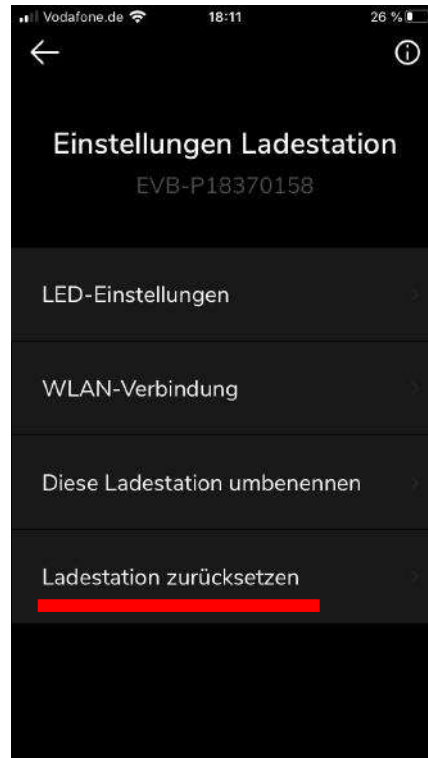 Vodafone.de 18:11 26 %
Einstellungen Ladestation
EVB-P18370158
LED-Einstellungen
WLAN-Verbindung
Diese Ladestation umbenennen
Ladestation zurücksetzen